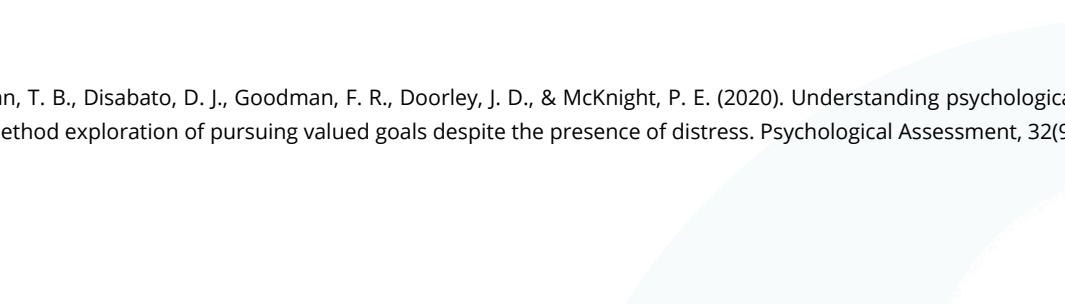 n, T. B., Disabato, D. J., Goodman, F. R., Doorley, J. D., & McKnight, P. E. (2020). Understanding psychologica
ethod exploration of pursuing valued goals despite the presence of distress. Psychological Assessment, 32(9